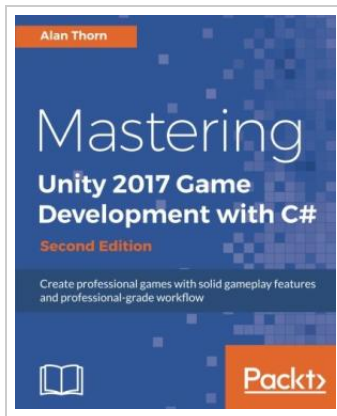 Alan Thorn
Mastering
Unity 2017 Game
Development with C#
Second Edition
Create professional games with solid gameplay features
and professional-grade workflow
Packt>